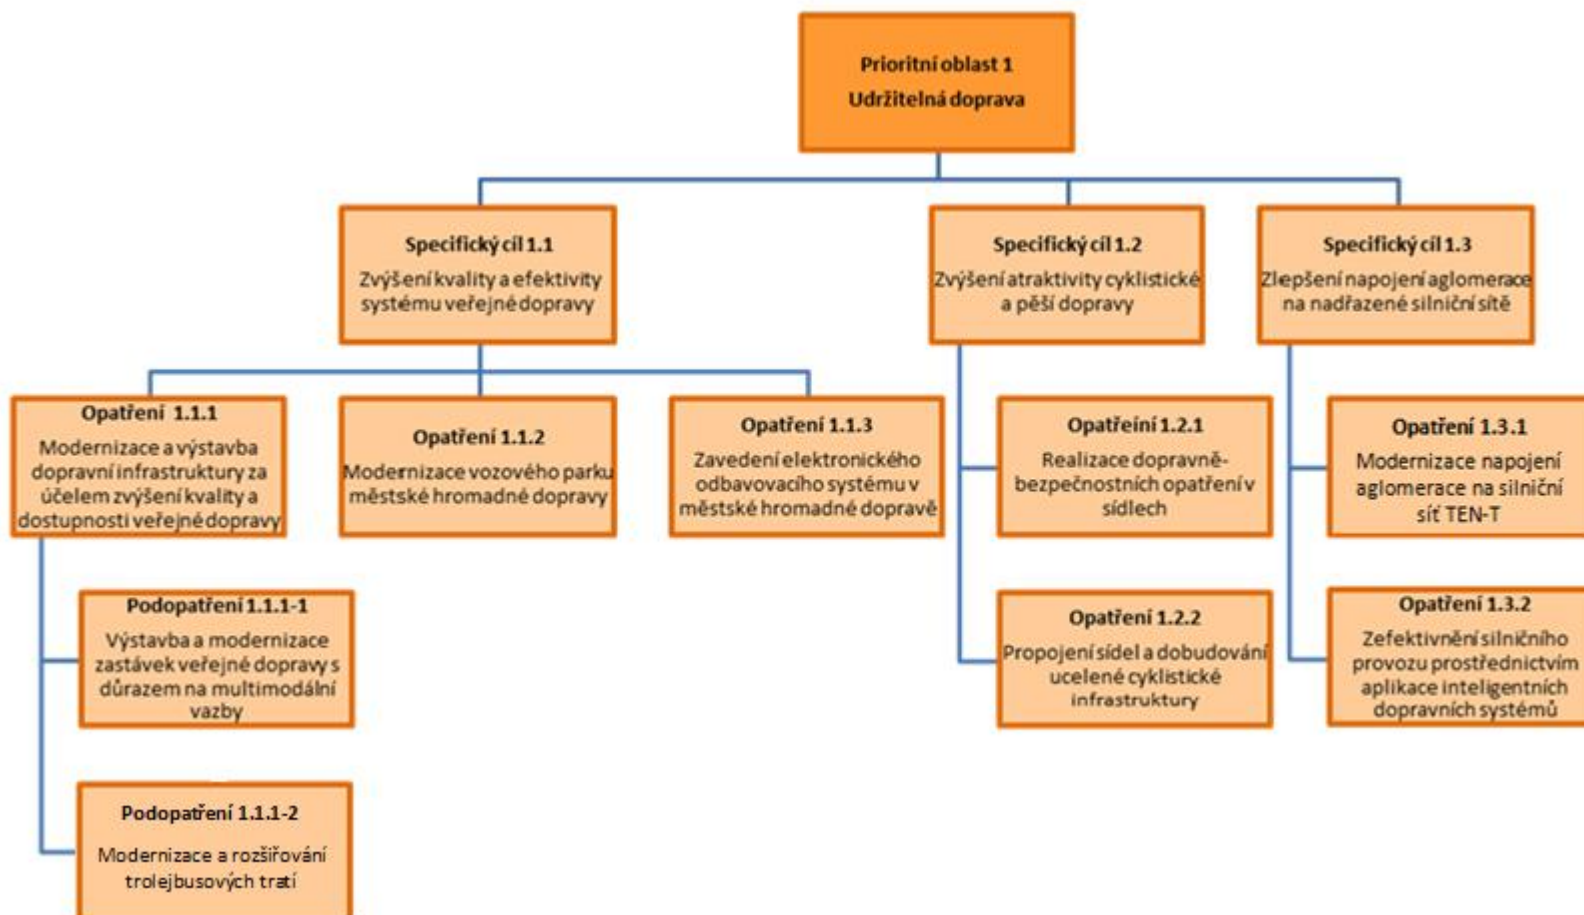 Prioritní oblast 1
Udržitelná doprava
Specifický cíl 1.1
Zvýšení kvality a efektivity
systému veřejné dopravy
Specifický cíl 1.2
Zvýšení atraktivity cyklistické
a pěší dopravy
Specifický cíl 1.3
Zlepšení napojení aglomerace
na nadřazené silniční sítě
Opatření 1.1.1
Modernizace a výstavba
dopravní infrastruktury za
účelem zvýšení kvality a
dostupnosti veřejné dopravy
Opatření 1.1.2
Modernizace vozového parku
městské hromadné dopravy
Opatření 1.1.3
Zavedení elektronického
odbavovacího systému v
městské hromadné dopravě
Opatřeíní 1.2.1
Realizace dopravně-
bezpečnostních opatření v
sídlech
Opatření 1.3.1
Modernizace napojení
aglomerace na silniční
síť TEN-T
Podopatření 1.1.1-1
Výstavba a modernizace
zastávek veřejné dopravy s
důrazem na multimodální
vazby
Opatření 1.2.2
Propojení sídel a dobudování
ucelené cyklistické
infrastruktury
Opatření 1.3.2
Zefektivnění silničního
provozu prostřednictvím
aplikace inteligentních
dopravních systémů
Podopatření 1.1.1-2
Modernizace a rozšiřování
trolejbusových tratí